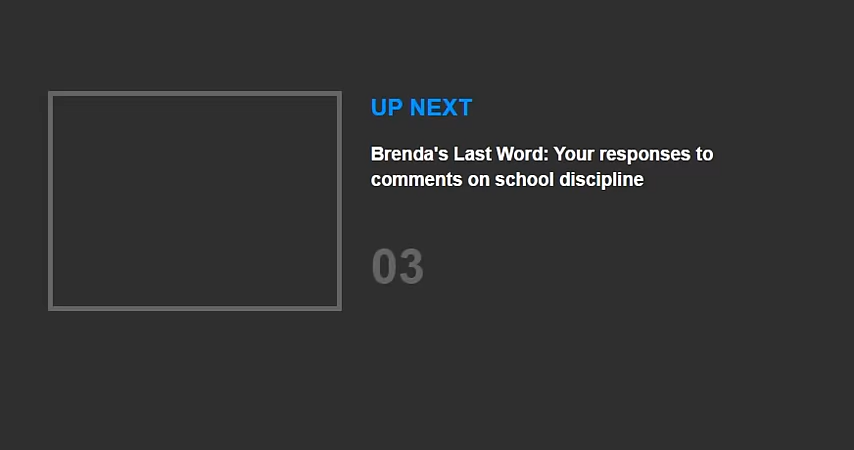 UP NEXT
Brenda's Last Word: Your responses to
comments on school discipline
03